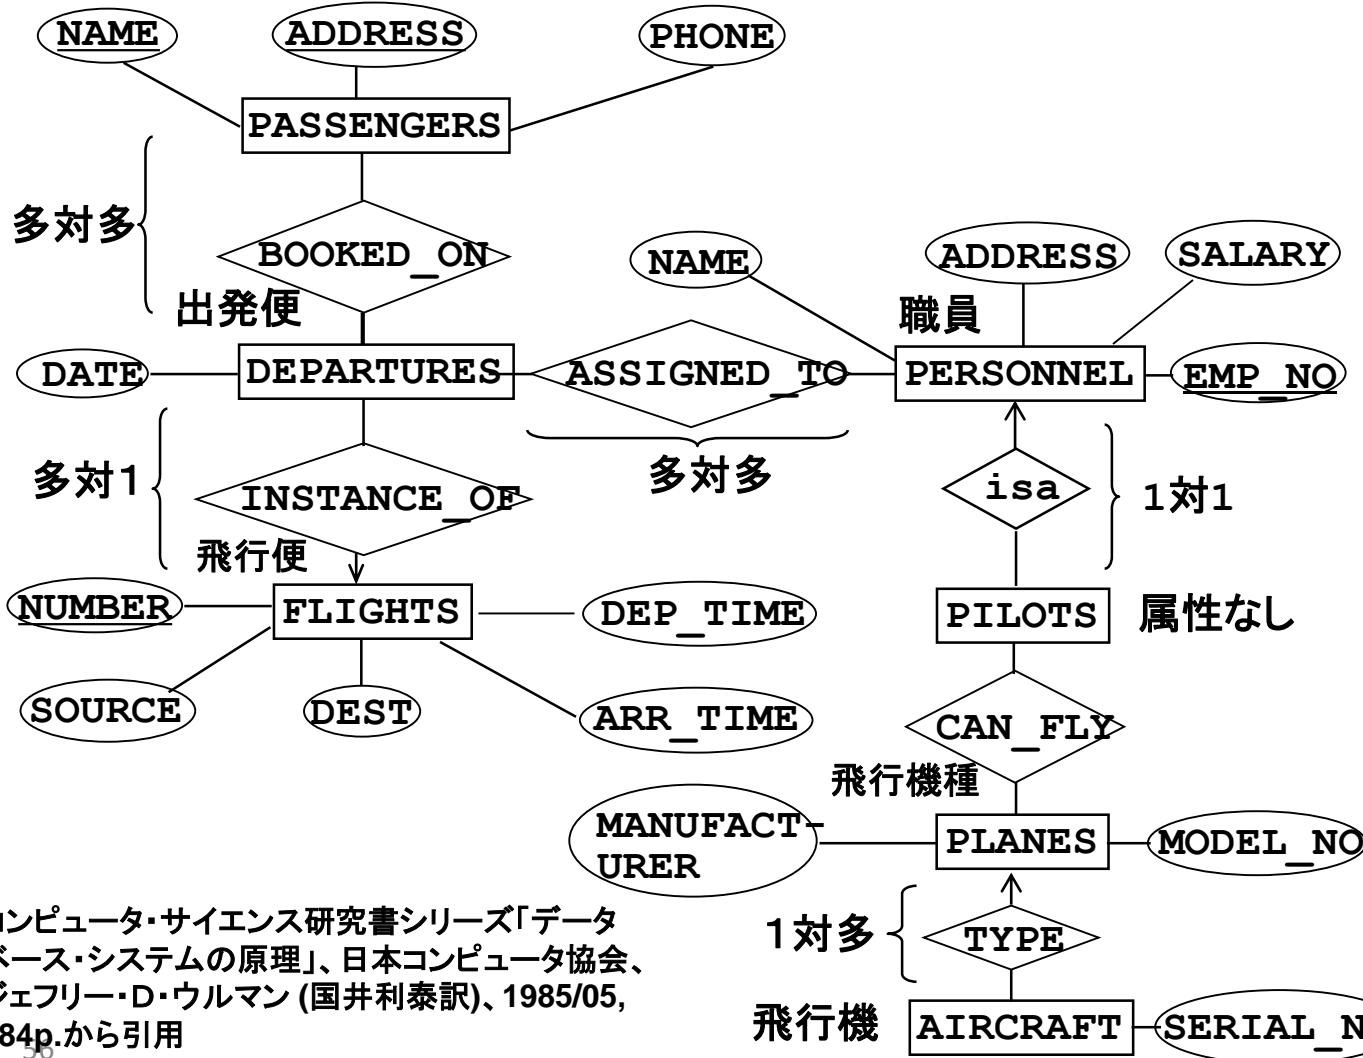 NAME
ADDRESS
PHONE
PASSENGERS
多対多
BOOKED_ON
出発便
NAME
ADDRESS
SALARY
職員
DATE
DEPARTURES
ASSIGNED_TO
PERSONNEL
EMP_NO
多対1
多対多
INSTANCE_OF
isa
1対1
飛行便
NUMBER
FLIGHTS
DEP_TIME
PILOTS
属性なし
SOURCE
DEST
ARR_TIME
CAN_FLY
飛行機種
MANUFACT-
URER
PLANES
MODEL_NO
1対多
TYPE
コンピュータ・サイエンス研究書シリーズ「データ
ベース・システムの原理」、日本コンピュータ協会、
ジェフリー・D・ウルマン (国井利泰訳)、1985/05,
84p.から引用
56
飛行機
AIRCRAFT
SERIAL_N